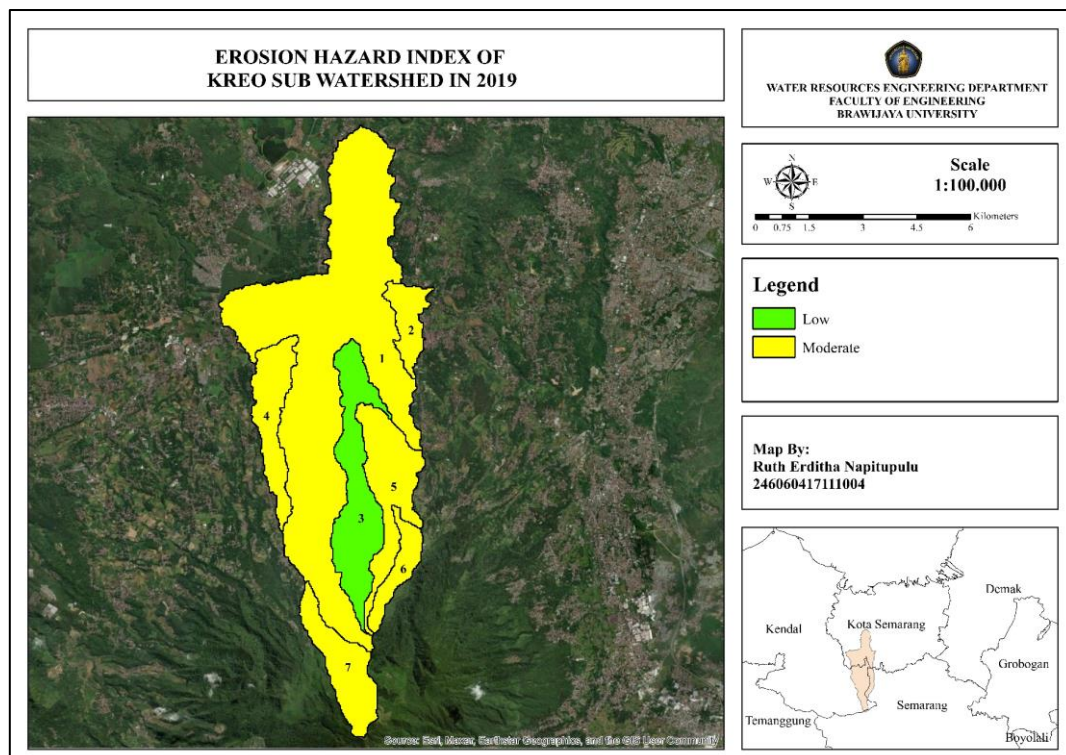 EROSION HAZARD INDEX OF
KREO SUB WATERSHED IN 2019
WATER RESOURCES ENGINEERING DEPARTMENT
FACULTY OF ENGINEERING
BRAWIJAYA UNIVERSITY
N
W E
S
Scale
1:100.000
Kilometers
0 0.75 1.5 3 4.5 6
Legend
Low
Moderate
Map By:
Ruth Erditha Napitupulu
246060417111004
2
1
4
5
3
6
7
Source: Esri, Maxar, Earthstar Geographics, and the GIS User Community
Demak
Kota Semarang
Kendal
Grobogan
Semarang
Temanggung
Boyolali